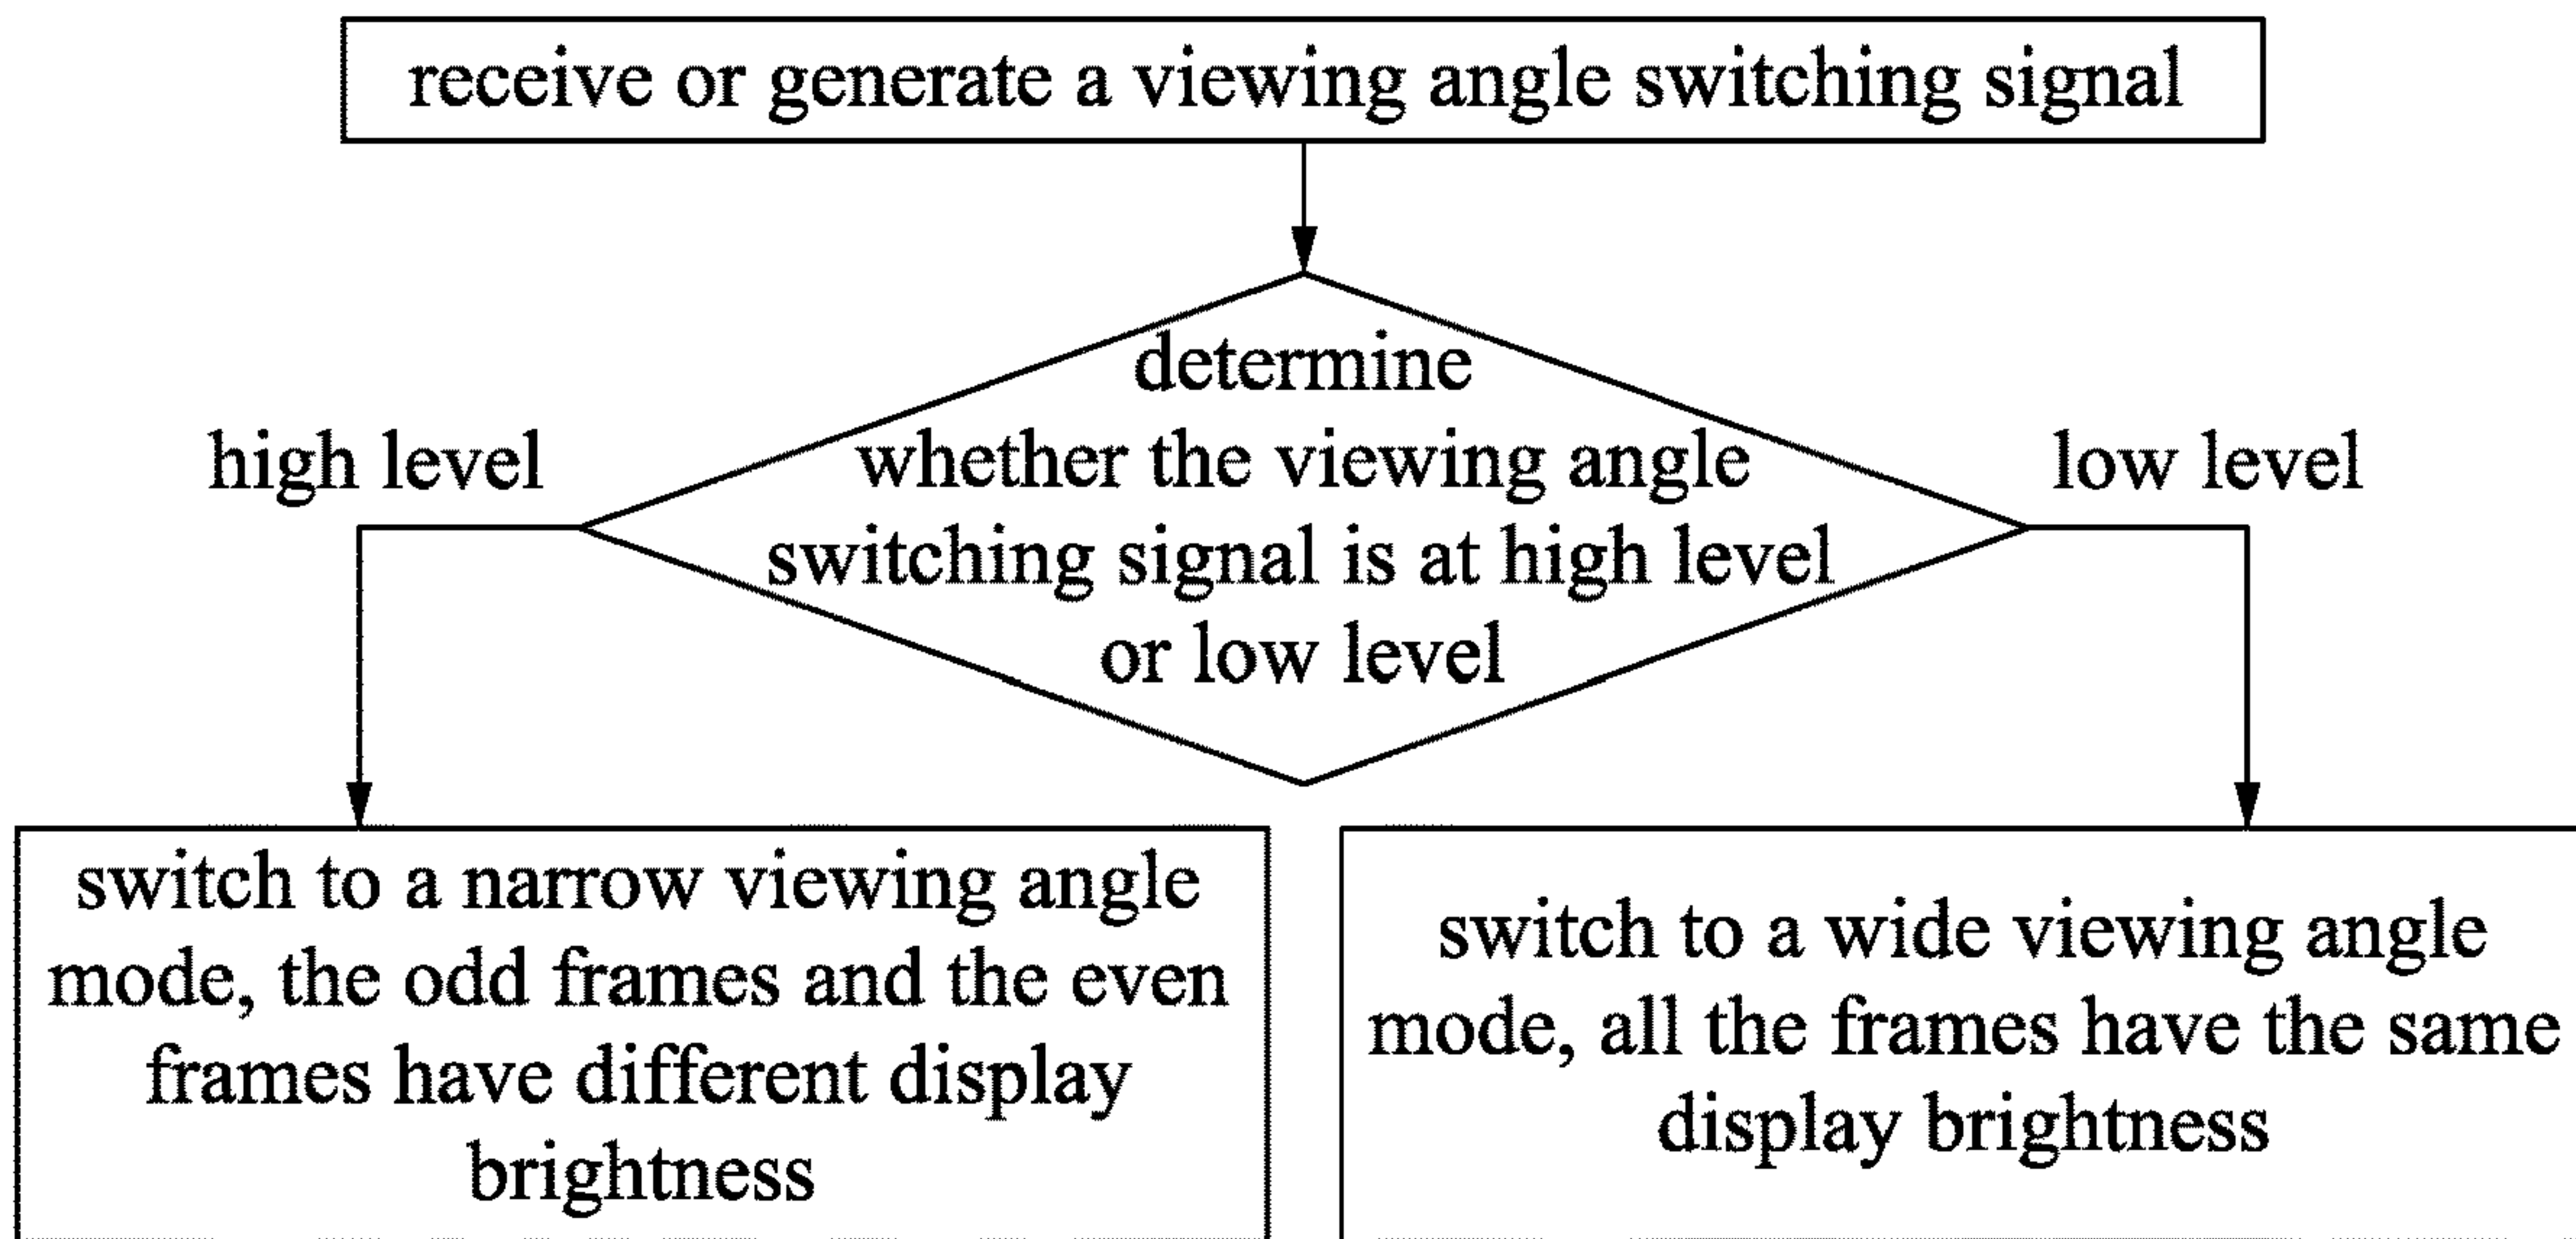 receive or generate a viewing angle switching signal
determine
whether the viewing angle
switching signal is at high level
or low level
high level
low level
switch to a narrow viewing angle
mode, the odd frames and the even
frames have different display
brightness
switch to a wide viewing angle
mode, all the frames have the same
display brightness